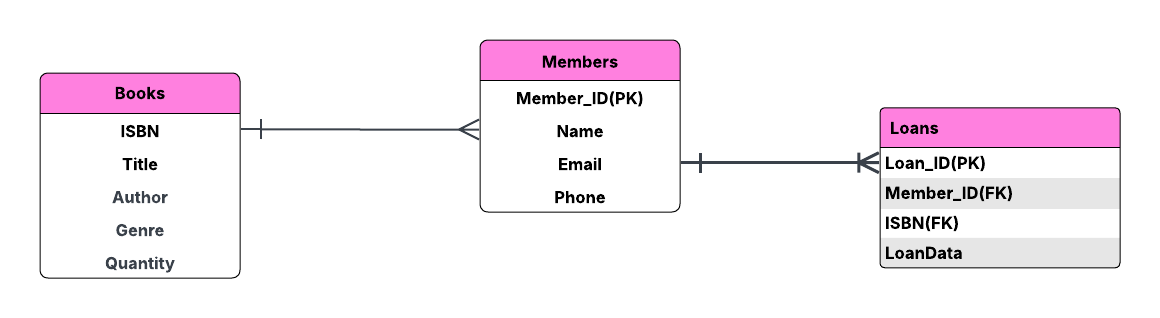 Books
ISBN
Title
Author
Genre
Quantity
Members
Member_ID(PK)
Name
Email
Phone
Loans
Loan_ID(PK)
Member_ID(FK)
ISBN(FK)
LoanData